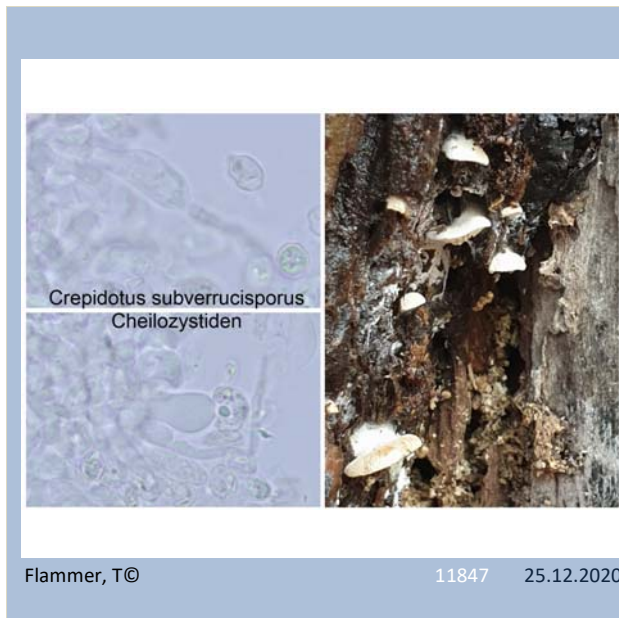 Crepidotus subverrucisporus
Cheilozystiden
Flammer, T© 11847 25.12.2020